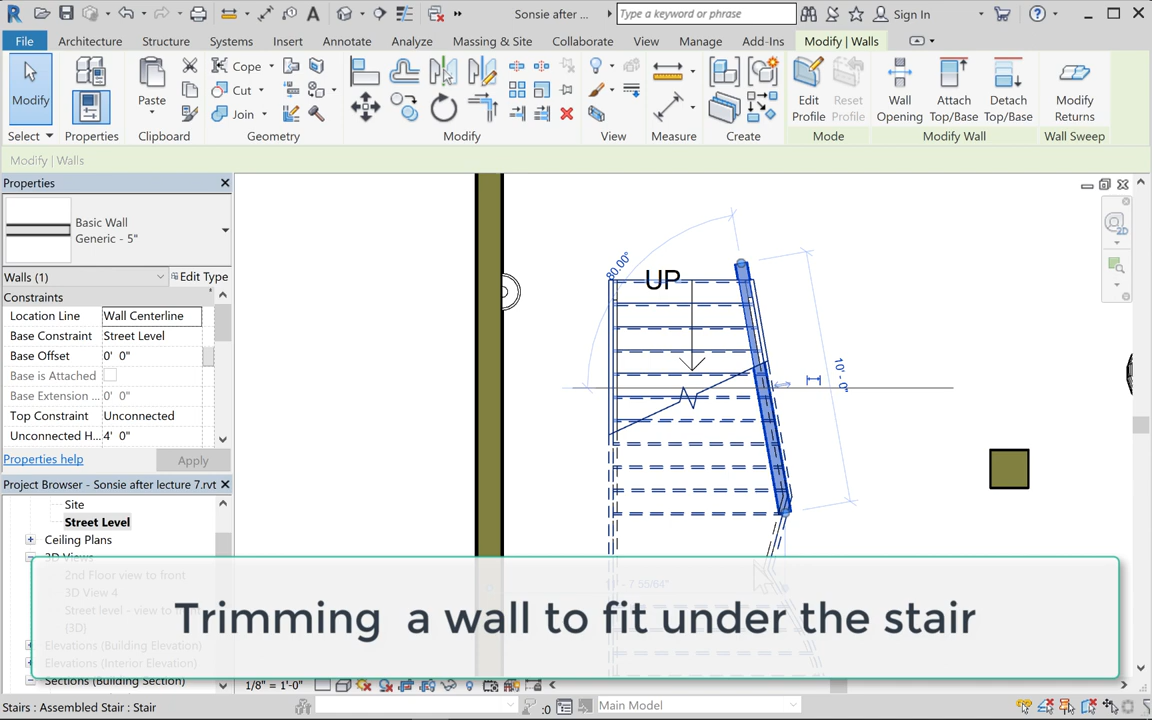 Sonsie after ...
Type a keyword or phrase
Sign In
File Architecture Structure Systems Insert Annotate Analyze Massing & Site Collaborate View Manage Add-Ins Modify | Walls
Modify
Select
Properties
Paste
Clipboard
Cope
Cut
Join
Geometry
Modify
View
Measure
Create
Edit
Profile
Reset
Profile
Mode
Wall
Opening
Attach
Top/Base
Detach
Top/Base
Modify Wall
Modify
Returns
Wall Sweep
Modify | Walls
Properties
Basic Wall
Generic - 5"
Walls (1)
Edit Type
Constraints
Location Line Wall Centerline
Base Constraint Street Level
Base Offset 0' 0"
Base is Attached
Base Extension ... 0' 0"
Top Constraint Unconnected
Unconnected H... 4' 0"
Properties help
Apply
Project Browser - Sonsie after lecture 7.rvt
Site
Street Level
Ceiling Plans
3D Views
2nd Floor view to front
3D View 4
Street level - view to
(3D)
Elevations (Building Elevation)
Elevations (Interior Elevation)
Sections (Building Section)
80.00°
UP
10' - 0"
2D
Trimming a wall to fit under the stair
1/8" = 1'-0"
Stairs : Assembled Stair : Stair
:0
Main Model